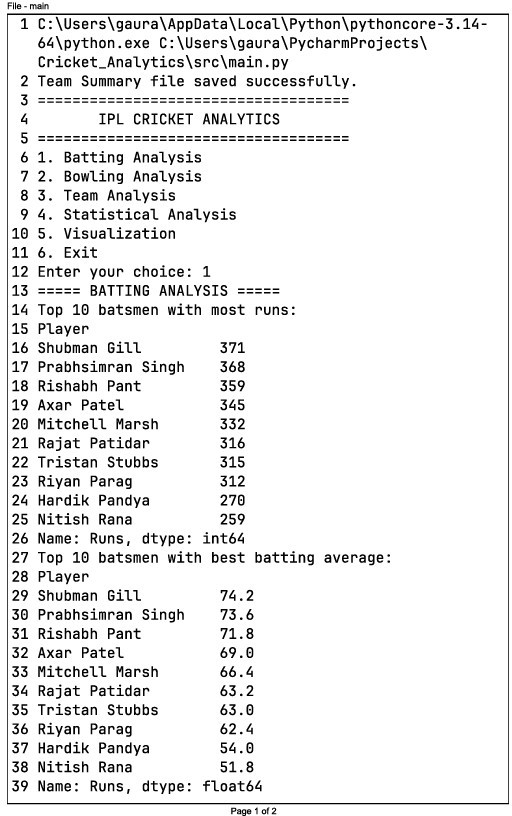 File - main
1 C:\Users\gaura\AppData\Local\Python\pythoncore-3.14-
64\python.exe C:\Users\gaura\PycharmProjects\
Cricket_Analytics\src\main.py
2 Team Summary file saved successfully.
3 ====================================
4        IPL CRICKET ANALYTICS
5 ====================================
6 1. Batting Analysis
7 2. Bowling Analysis
8 3. Team Analysis
9 4. Statistical Analysis
10 5. Visualization
11 6. Exit
12 Enter your choice: 1
13 ===== BATTING ANALYSIS =====
14 Top 10 batsmen with most runs:
15 Player
16 Shubman Gill         371
17 Prabhsimran Singh    368
18 Rishabh Pant         359
19 Axar Patel           345
20 Mitchell Marsh       332
21 Rajat Patidar        316
22 Tristan Stubbs       315
23 Riyan Parag          312
24 Hardik Pandya        270
25 Nitish Rana          259
26 Name: Runs, dtype: int64
27 Top 10 batsmen with best batting average:
28 Player
29 Shubman Gill         74.2
30 Prabhsimran Singh    73.6
31 Rishabh Pant         71.8
32 Axar Patel           69.0
33 Mitchell Marsh       66.4
34 Rajat Patidar        63.2
35 Tristan Stubbs       63.0
36 Riyan Parag          62.4
37 Hardik Pandya        54.0
38 Nitish Rana          51.8
39 Name: Runs, dtype: float64
Page 1 of 2